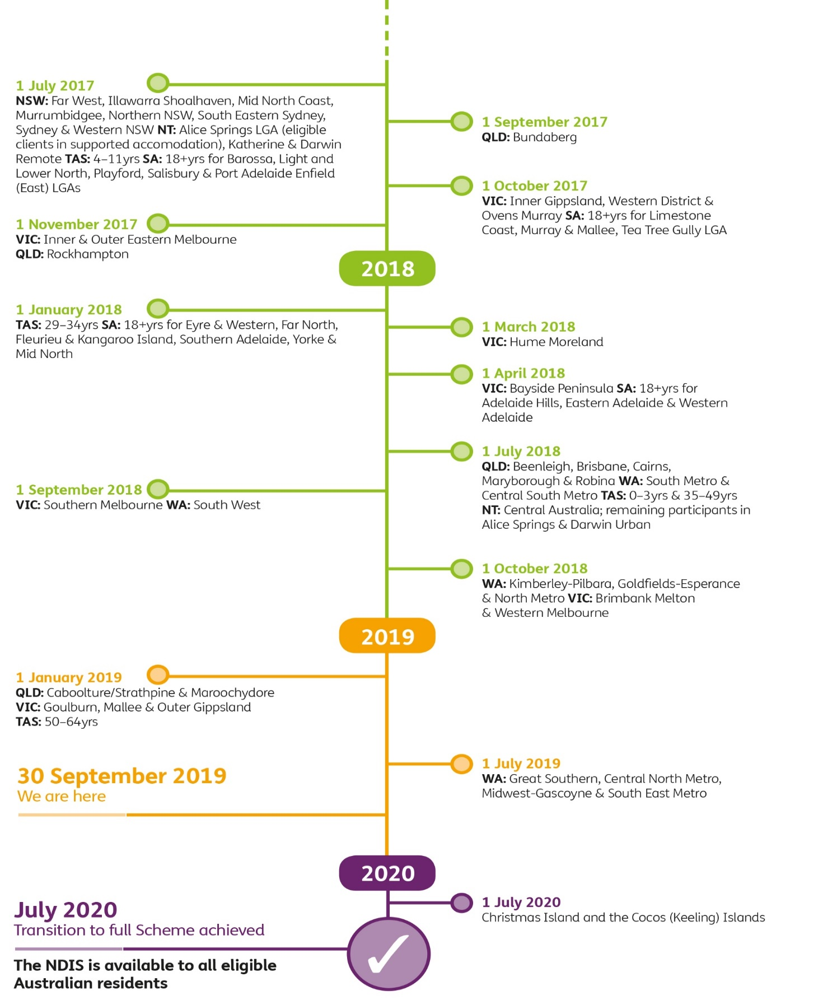 1 July 2017
NSW: Far West, Illawarra Shoalhaven, Mid North Coast,
Murrumbidgee, Northern NSW, South Eastern Sydney,
Sydney & Western NSW NT: Alice Springs LGA (eligible
clients in supported accomodation), Katherine & Darwin
Remote TAS: 4–11yrs SA: 18+yrs for Barossa, Light and
Lower North, Playford, Salisbury & Port Adelaide Enfield
(East) LGAs
1 September 2017
QLD: Bundaberg
1 October 2017
VIC: Inner Gippsland, Western District &
Ovens Murray SA: 18+yrs for Limestone
Coast, Murray & Mallee, Tea Tree Gully LGA
1 November 2017
VIC: Inner & Outer Eastern Melbourne
QLD: Rockhampton
2018
1 January 2018
TAS: 29–34yrs SA: 18+yrs for Eyre & Western, Far North,
Fleurieu & Kangaroo Island, Southern Adelaide, Yorke &
Mid North
1 March 2018
VIC: Hume Moreland
1 April 2018
VIC: Bayside Peninsula SA: 18+yrs for
Adelaide Hills, Eastern Adelaide & Western
Adelaide
1 July 2018
QLD: Beenleigh, Brisbane, Cairns,
Maryborough & Robina WA: South Metro &
Central South Metro TAS: 0–3yrs & 35–49yrs
NT: Central Australia; remaining participants in
Alice Springs & Darwin Urban
1 September 2018
VIC: Southern Melbourne WA: South West
1 October 2018
WA: Kimberley-Pilbara, Goldfields-Esperance
& North Metro VIC: Brimbank Melton
& Western Melbourne
2019
1 January 2019
QLD: Caboolture/Strathpine & Maroochydore
VIC: Goulburn, Mallee & Outer Gippsland
TAS: 50–64yrs
1 July 2019
WA: Great Southern, Central North Metro,
Midwest-Gascoyne & South East Metro
30 September 2019
We are here
2020
1 July 2020
Christmas Island and the Cocos (Keeling) Islands
July 2020
Transition to full Scheme achieved
The NDIS is available to all eligible
Australian residents